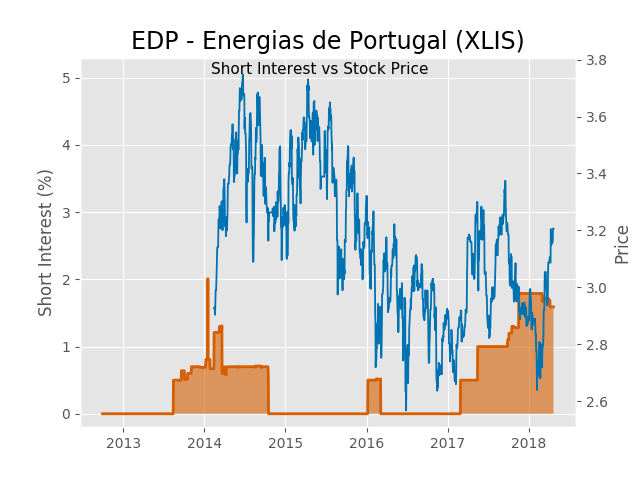 EDP - Energias de Portugal (XLIS)
Short Interest vs Stock Price
Short Interest (%)
5
4
3
2
1
0
3.8
3.6
3.4
3.2
3.0
2.8
2.6
Price
2013 2014 2015 2016 2017 2018